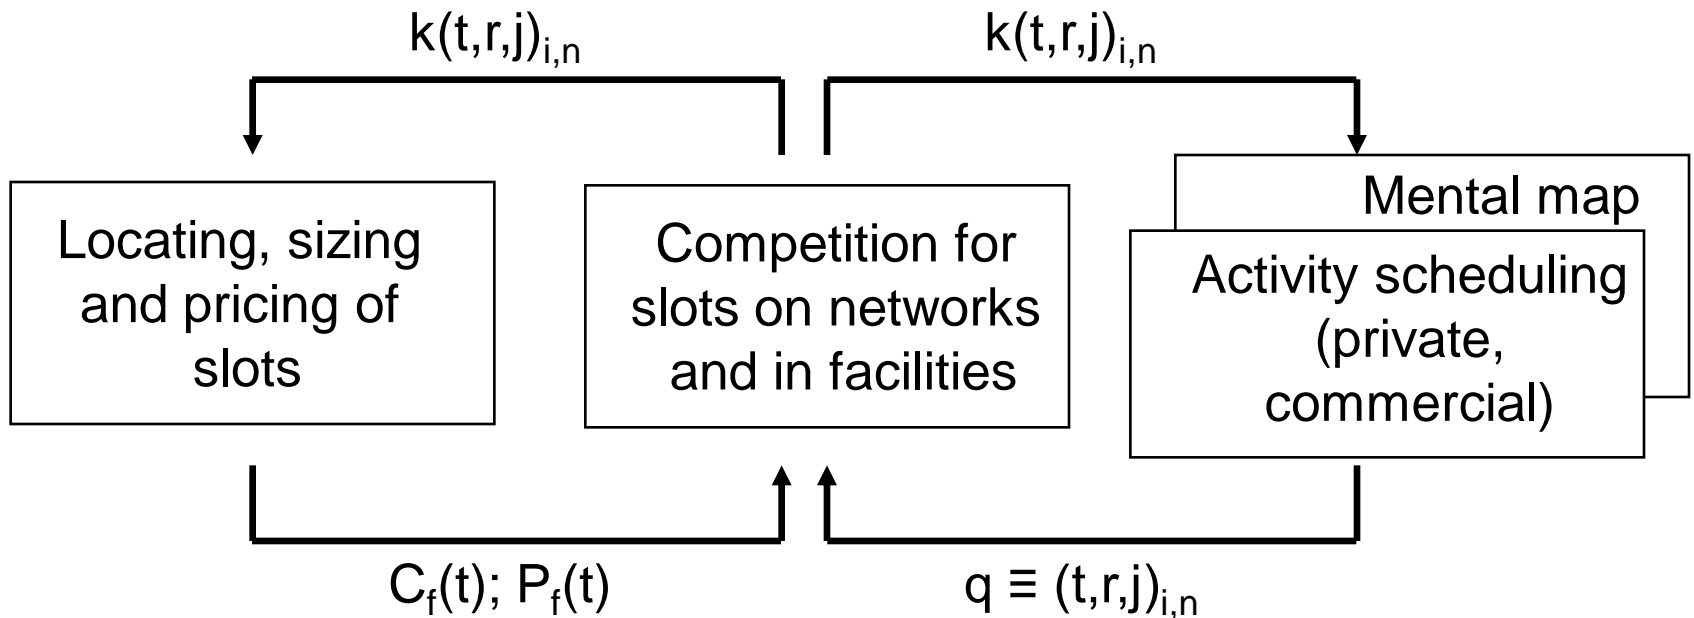 k(t,r,j)i,n
k(t,r,j)i,n
Locating, sizing
and pricing of
slots
Competition for
slots on networks
and in facilities
Mental map
Activity scheduling
(private,
commercial)
Cf(t); Pf(t)
q ≡ (t,r,j)i,n